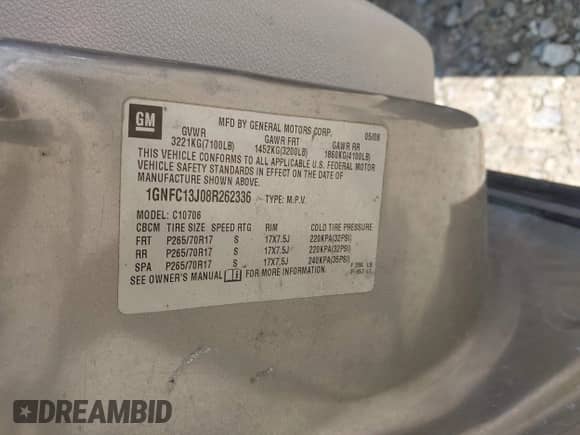 GM
MFD BY GENERAL MOTORS CORP. 05/08
GVWR GAWR FRT GAWR RR
3221KG(7100LB) 1452KG(3200LB) 1860KG(4100LB)
THIS VEHICLE CONFORMS TO ALL APPLICABLE U.S. FEDERAL MOTOR
VEHICLE SAFETY STANDARDS IN EFFECT ON THE DATE OF
MANUFACTURE SHOWN ABOVE.
1GNFC13J08R262336 TYPE: M.P.V.
MODEL: C10706
CBCM TIRE SIZE SPEED RTG RIM COLD TIRE PRESSURE
FRT P265/70R17 S 17X7.5J 220KPA(32PSI)
RR P265/70R17 S 17X7.5J 220KPA(32PSI)
SPA P265/70R17 S 17X7.5J 240KPA(35PSI)
SEE OWNER'S MANUAL FOR MORE INFORMATION.
DREAMBID